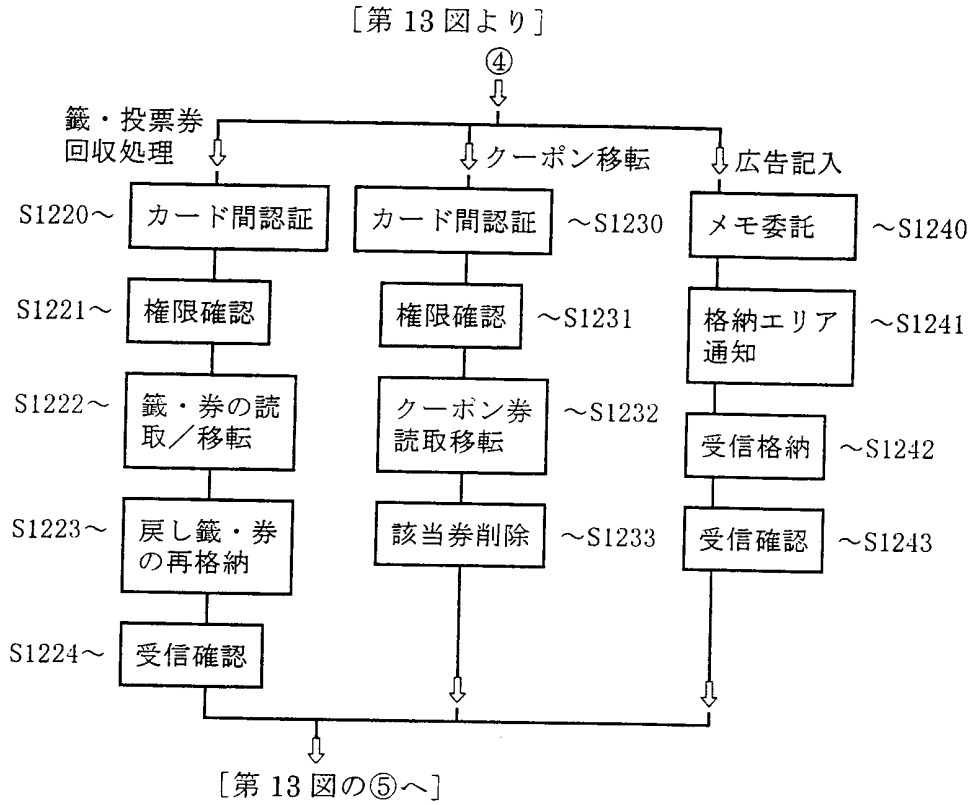 [第13図より]
④
籤・投票券
回収処理
クーポン移転
広告記入
S1220～
カード間認証
カード間認証
～S1230
メモ委託
～S1240
S1221～
権限確認
権限確認
～S1231
格納エリア
通知
～S1241
S1222～
籤・券の読
取／移転
クーポン券
読取移転
～S1232
受信格納
～S1242
S1223～
戻し籤・券
の再格納
該当券削除
～S1233
受信確認
～S1243
S1224～
受信確認
[第13図の⑤へ]